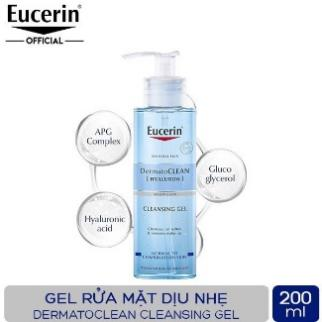 Eucerin
OFFICIAL
APG
Complex
Gluco
glycerol
Hyaluronic
acid
Eucerin
DermatoCLEAN
[HYALURON]
CLEANSING GEL
GEL RỬA MẶT DỊU NHẸ
DERMATOCLEAN CLEANSING GEL
200
ml